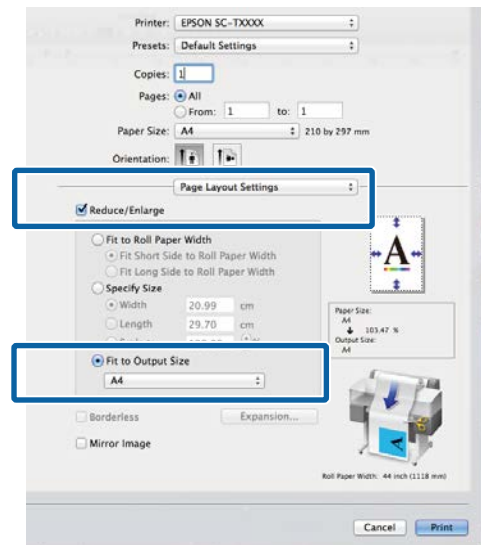 Printer: EPSON SC-TXXXX
Presets: Default Settings
Copies: 1
Pages: All
From: 1 to: 1
Paper Size: A4 210 by 297 mm
Orientation:
Page Layout Settings
Reduce/Enlarge
Fit to Roll Paper Width
Fit Short Side to Roll Paper Width
Fit Long Side to Roll Paper Width
Specify Size
Width 20.99 cm
Length 29.70 cm
Fit to Output Size
A4
Borderless Expansion...
Mirror Image
A
Paper Size:
A4
103.47 %
Output Size:
A4
A
Roll Paper Width: 44 inch (1118 mm)
Cancel Print